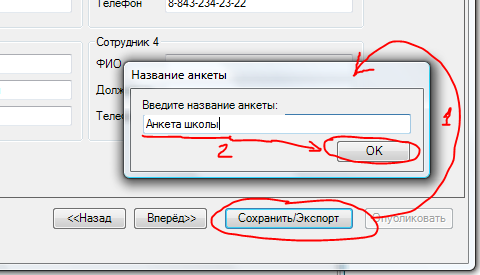 Телефон 8-843-234-23-22
Сотрудник 4
ФИО
Название анкеты
Введите название анкеты:
Анкета школы
OK
1
2
<<Назад Вперёд>> Сохранить/Экспорт Опубликовать